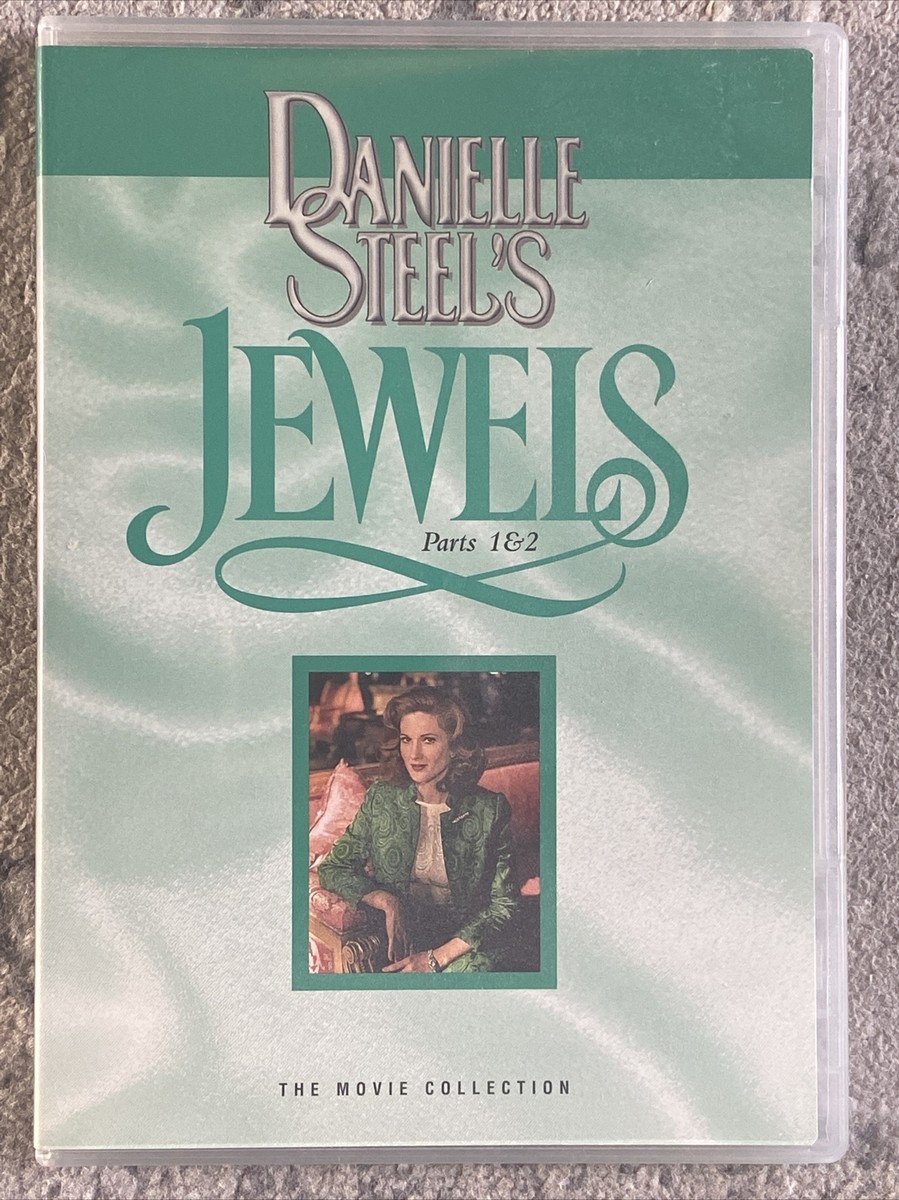 DANIELLE
STEEL'S
JEWELS
Parts 1&2
THE MOVIE COLLECTION